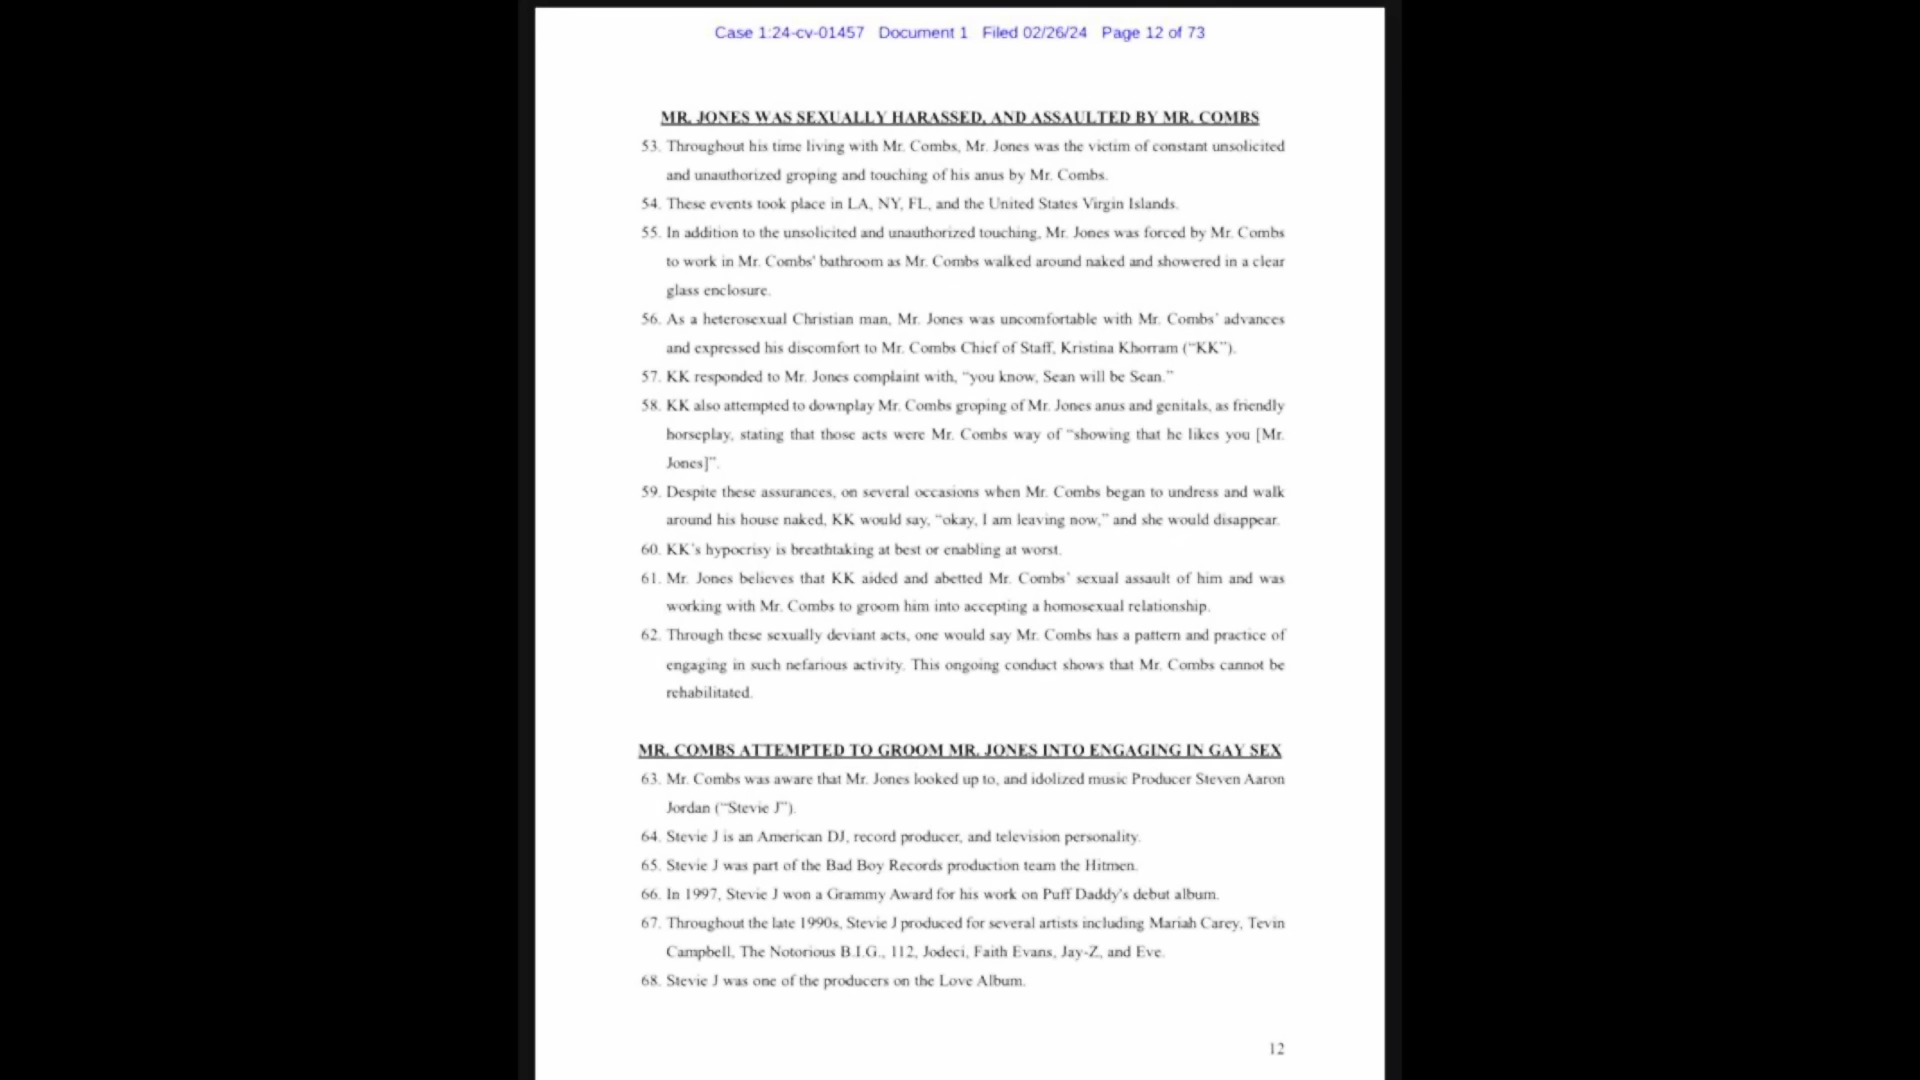 Case 1:24-cv-01457 Document 1 Filed 02/26/24 Page 12 of 73
MR. JONES WAS SEXUALLY HARASSED, AND ASSAULTED BY MR. COMBS
53. Throughout his time living with Mr. Combs, Mr. Jones was the victim of constant unsolicited
and unauthorized groping and touching of his anus by Mr. Combs.
54. These events took place in LA, NY, FL, and the United States Virgin Islands.
55. In addition to the unsolicited and unauthorized touching, Mr. Jones was forced by Mr. Combs
to work in Mr. Combs' bathroom as Mr. Combs walked around naked and showered in a clear
glass enclosure.
56. As a heterosexual Christian man, Mr. Jones was uncomfortable with Mr. Combs' advances
and expressed his discomfort to Mr. Combs Chief of Staff, Kristina Khorram ("KK").
57. KK responded to Mr. Jones complaint with, "you know, Sean will be Sean."
58. KK also attempted to downplay Mr. Combs groping of Mr. Jones anus and genitals, as friendly
horseplay, stating that those acts were Mr. Combs way of "showing that he likes you [Mr.
Jones]".
59. Despite these assurances, on several occasions when Mr. Combs began to undress and walk
around his house naked, KK would say, "okay, I am leaving now," and she would disappear.
60. KK's hypocrisy is breathtaking at best or enabling at worst.
61. Mr. Jones believes that KK aided and abetted Mr. Combs' sexual assault of him and was
working with Mr. Combs to groom him into accepting a homosexual relationship.
62. Through these sexually deviant acts, one would say Mr. Combs has a pattern and practice of
engaging in such nefarious activity. This ongoing conduct shows that Mr. Combs cannot be
rehabilitated.
MR. COMBS ATTEMPTED TO GROOM MR. JONES INTO ENGAGING IN GAY SEX
63. Mr. Combs was aware that Mr. Jones looked up to, and idolized music Producer Steven Aaron
Jordan ("Stevie J").
64. Stevie J is an American DJ, record producer, and television personality.
65. Stevie J was part of the Bad Boy Records production team the Hitmen.
66. In 1997, Stevie J won a Grammy Award for his work on Puff Daddy's debut album.
67. Throughout the late 1990s, Stevie J produced for several artists including Mariah Carey, Tevin
Campbell, The Notorious B.I.G., 112, Jodeci, Faith Evans, Jay-Z, and Eve.
68. Stevie J was one of the producers on the Love Album.
12